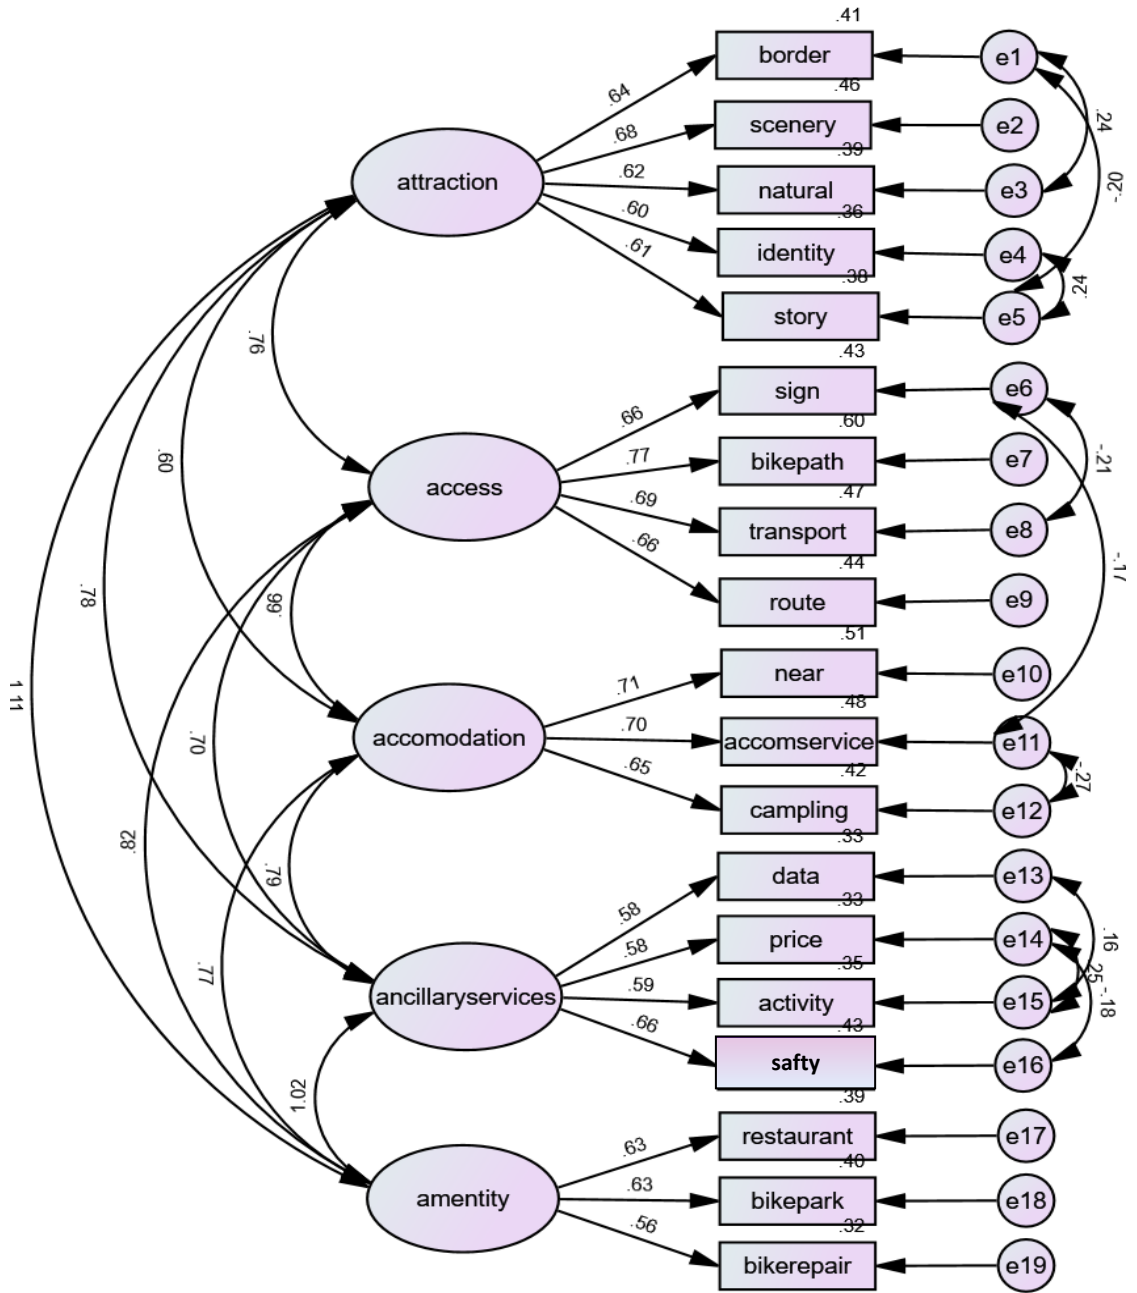 .41
border
e1
.64
.46
scenery
e2
.24
.68
.39
natural
e3
-.20
attraction
.62
.36
identity
e4
.60
.38
.24
.61
story
e5
.43
.76
sign
e6
.66
.60
bikepath
e7
-.21
.77
.47
access
.60
transport
e8
.69
.44
-.17
.66
route
e9
.51
.78
.66
near
e10
.71
.48
1.11
accomodation
.70
accomservice
e11
.70
.42
-.27
.65
campling
e12
.33
.82
.79
data
e13
.58
.33
.16
price
e14
.58
.35
.25
-.18
.77
ancillaryservices
.59
activity
e15
.43
.66
safty
e16
.39
1.02
restaurant
e17
.63
.40
amentity
.63
bikepark
e18
.32
.56
bikerepair
e19